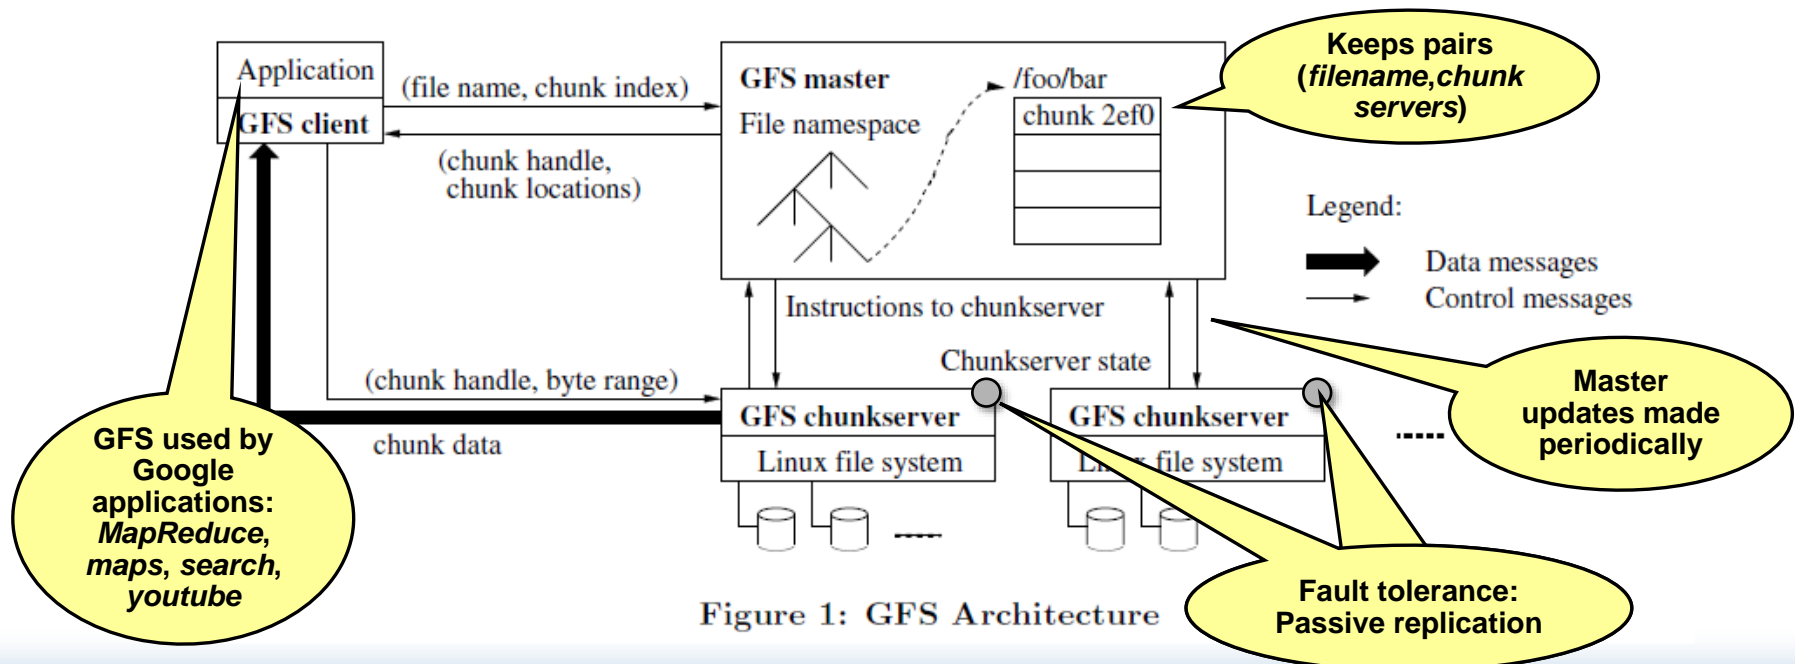 Application
GFS client
(file name, chunk index)
(chunk handle,
chunk locations)
GFS master
File namespace
/foo/bar
chunk 2ef0
Keeps pairs
(filename,chunk
servers)
Legend:
Data messages
Control messages
Instructions to chunkserver
Chunkserver state
(chunk handle, byte range)
chunk data
GFS chunkserver
Linux file system
GFS chunkserver
Linux file system
Master
updates made
periodically
GFS used by
Google
applications:
MapReduce,
maps, search,
youtube
Fault tolerance:
Passive replication
Figure 1: GFS Architecture